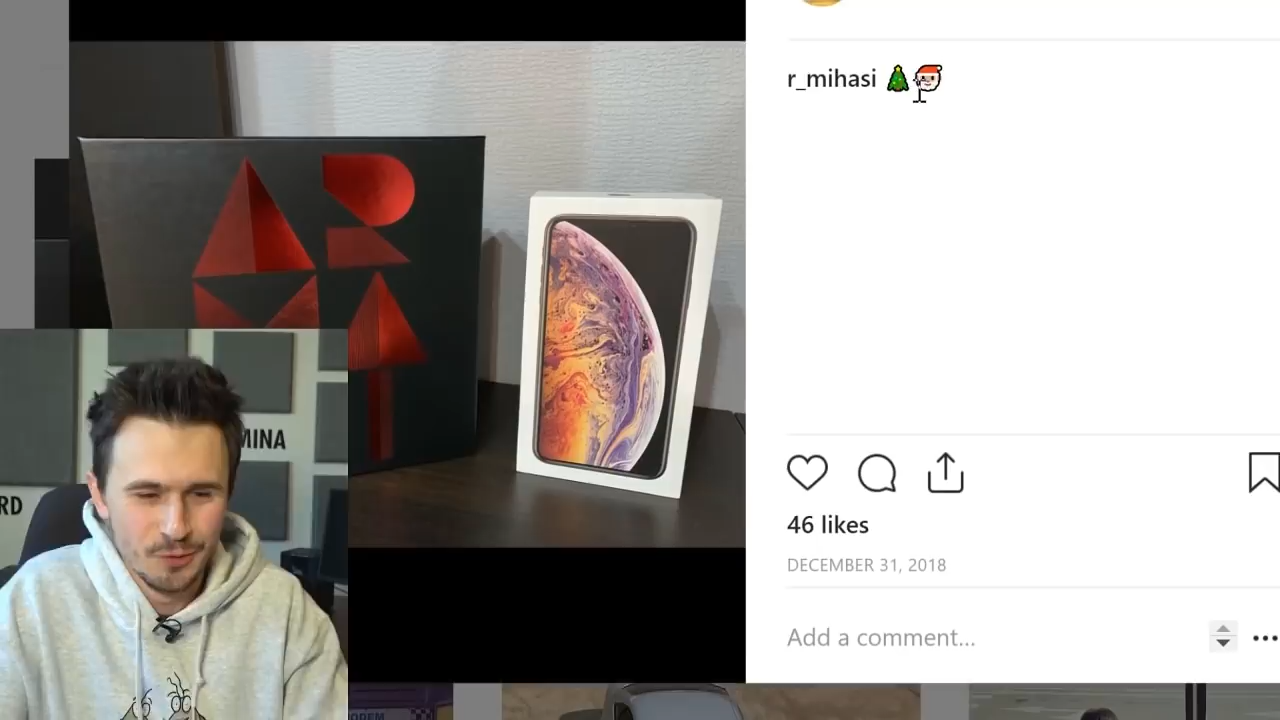 r_mihasi
MINA
RD
46 likes
DECEMBER 31, 2018
Add a comment...